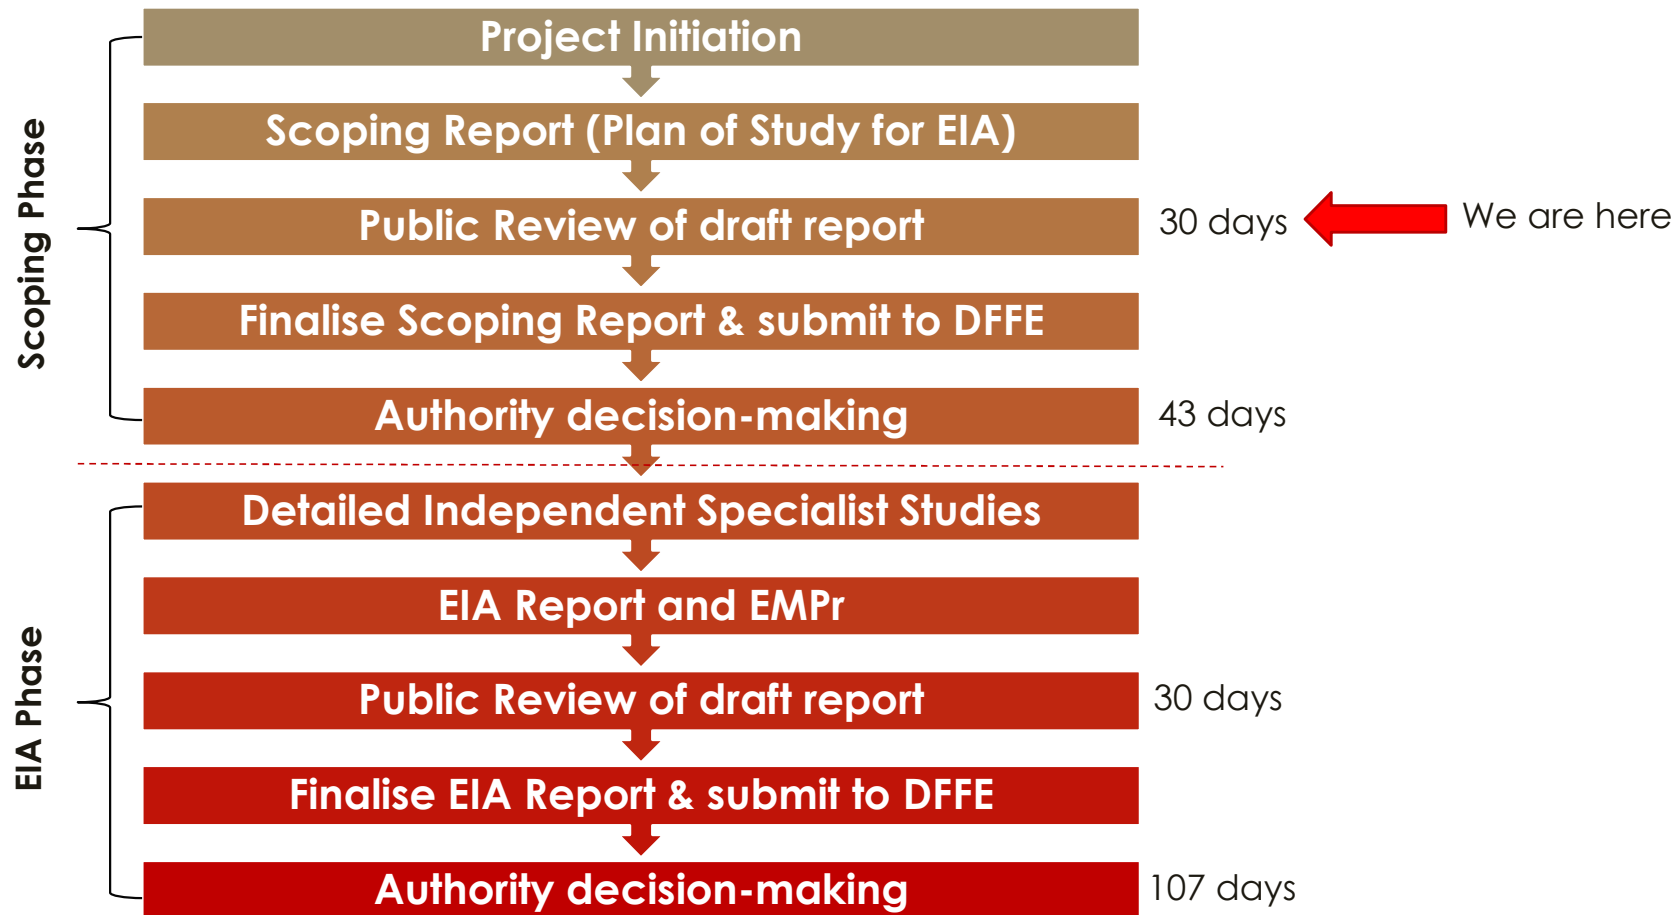 Scoping Phase
Project Initiation
Scoping Report (Plan of Study for EIA)
Public Review of draft report
30 days
We are here
Finalise Scoping Report & submit to DFFE
Authority decision-making
43 days
EIA Phase
Detailed Independent Specialist Studies
EIA Report and EMPr
Public Review of draft report
30 days
Finalise EIA Report & submit to DFFE
Authority decision-making
107 days